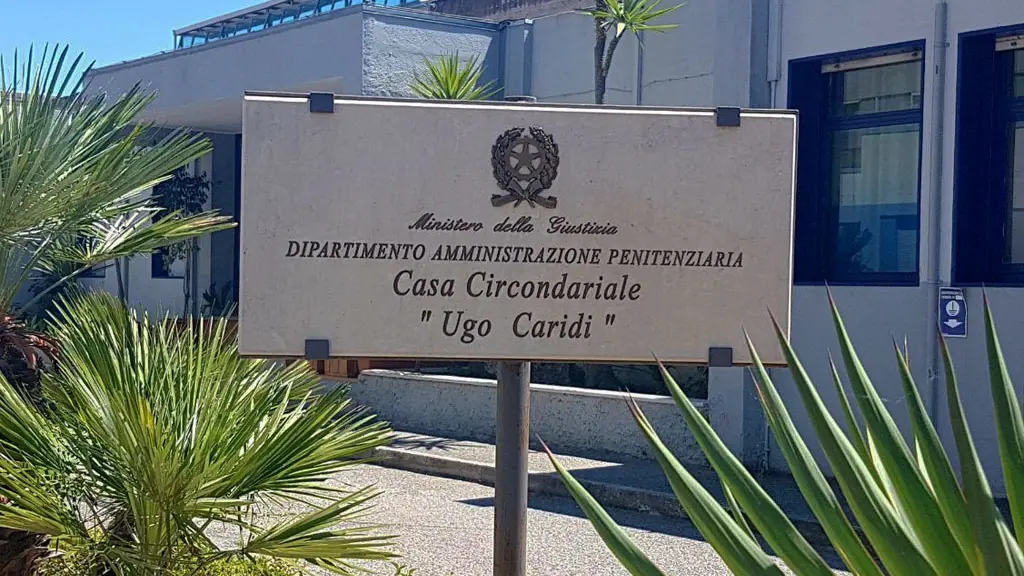 Ministero della Giustizia
DIPARTIMENTO AMMINISTRAZIONE PENITENZIARIA
Casa Circondariale
" Ugo Caridi "